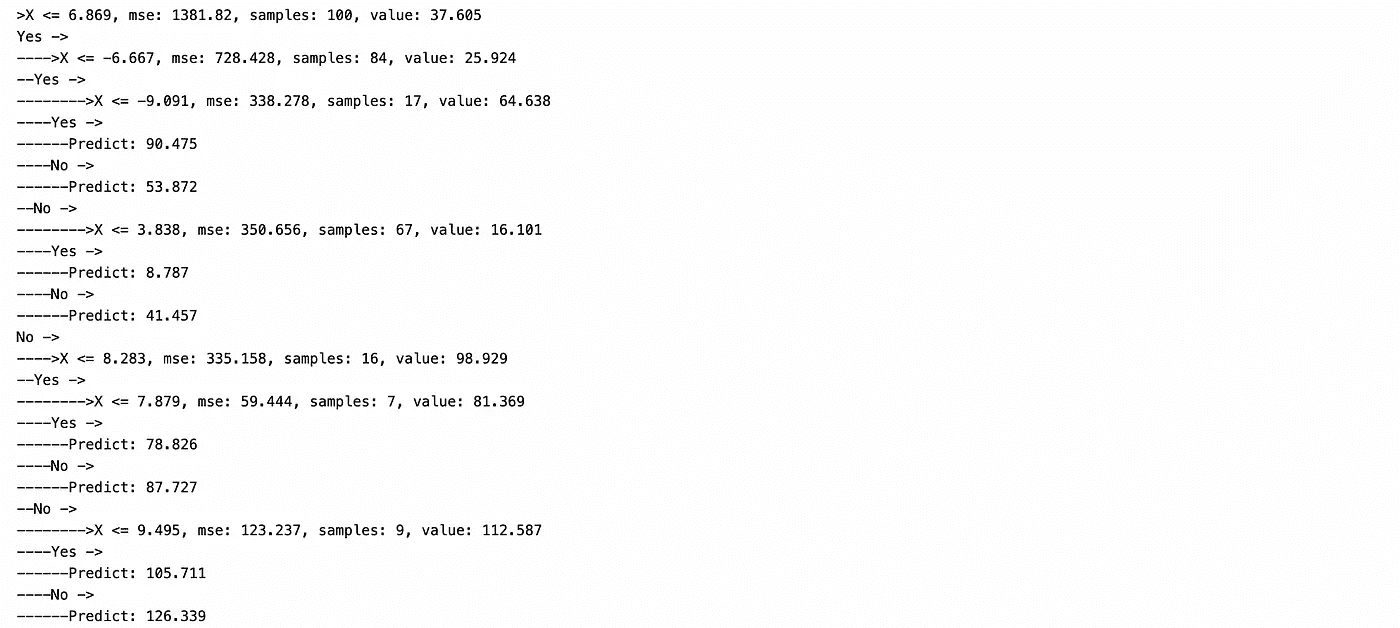 >X <= 6.869, mse: 1381.82, samples: 100, value: 37.605
Yes ->
---->X <= -6.667, mse: 728.428, samples: 84, value: 25.924
--Yes ->
-------->X <= -9.091, mse: 338.278, samples: 17, value: 64.638
----Yes ->
------Predict: 90.475
----No ->
------Predict: 53.872
--No ->
-------->X <= 3.838, mse: 350.656, samples: 67, value: 16.101
----Yes ->
------Predict: 8.787
----No ->
------Predict: 41.457
No ->
---->X <= 8.283, mse: 335.158, samples: 16, value: 98.929
--Yes ->
-------->X <= 7.879, mse: 59.444, samples: 7, value: 81.369
----Yes ->
------Predict: 78.826
----No ->
------Predict: 87.727
--No ->
-------->X <= 9.495, mse: 123.237, samples: 9, value: 112.587
----Yes ->
------Predict: 105.711
----No ->
------Predict: 126.339